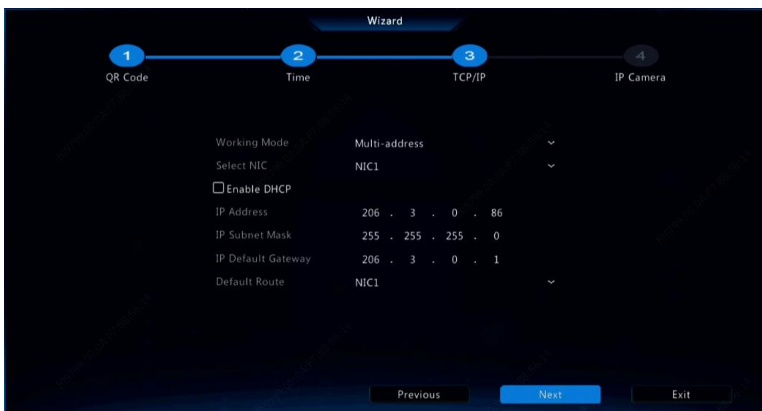 Wizard
1 2 3 4
QR Code Time TCP/IP IP Camera
Working Mode Multi-address
Select NIC NIC1
Enable DHCP
IP Address 206 . 3 . 0 . 86
IP Subnet Mask 255 . 255 . 255 . 0
IP Default Gateway 206 . 3 . 0 . 1
Default Route NIC1
Previous Next Exit